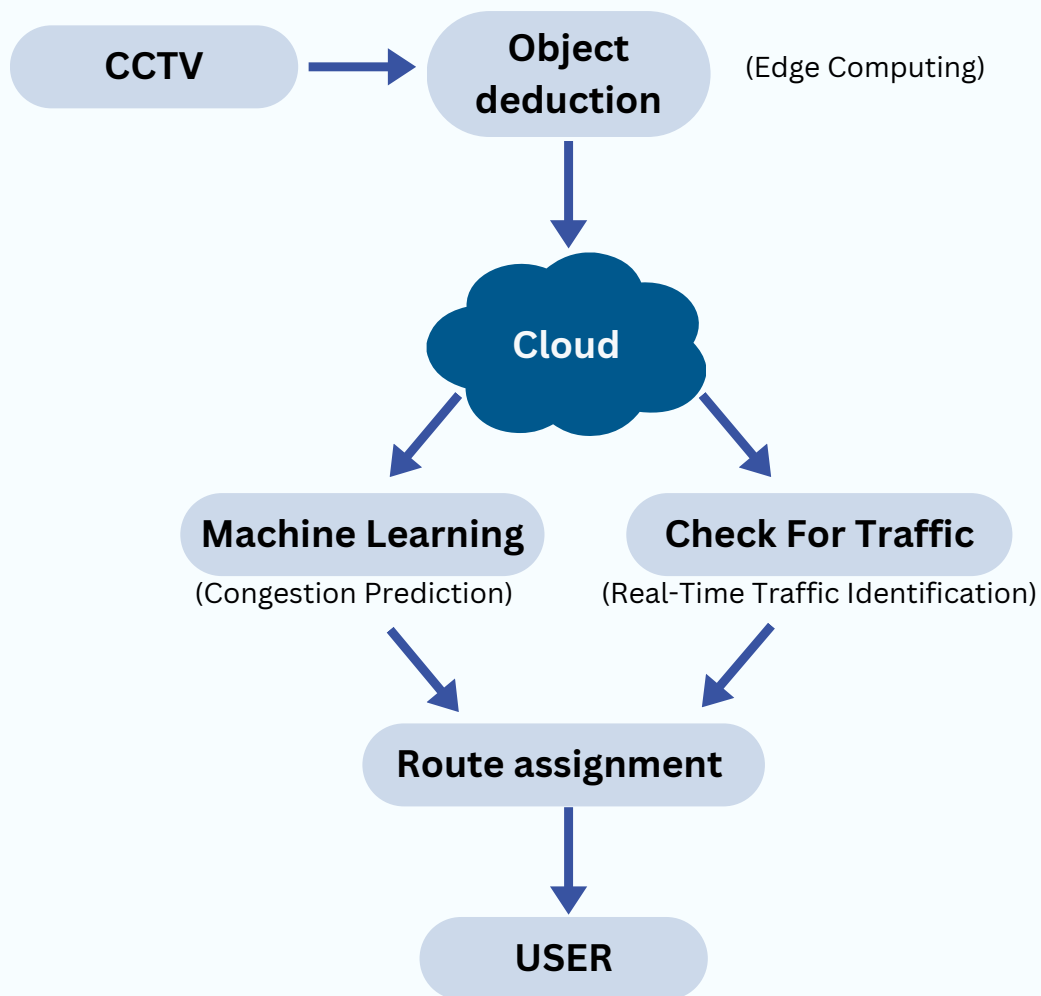 CCTV
Object
deduction
(Edge Computing)
Cloud
Machine Learning
(Congestion Prediction)
Check For Traffic
(Real-Time Traffic Identification)
Route assignment
USER